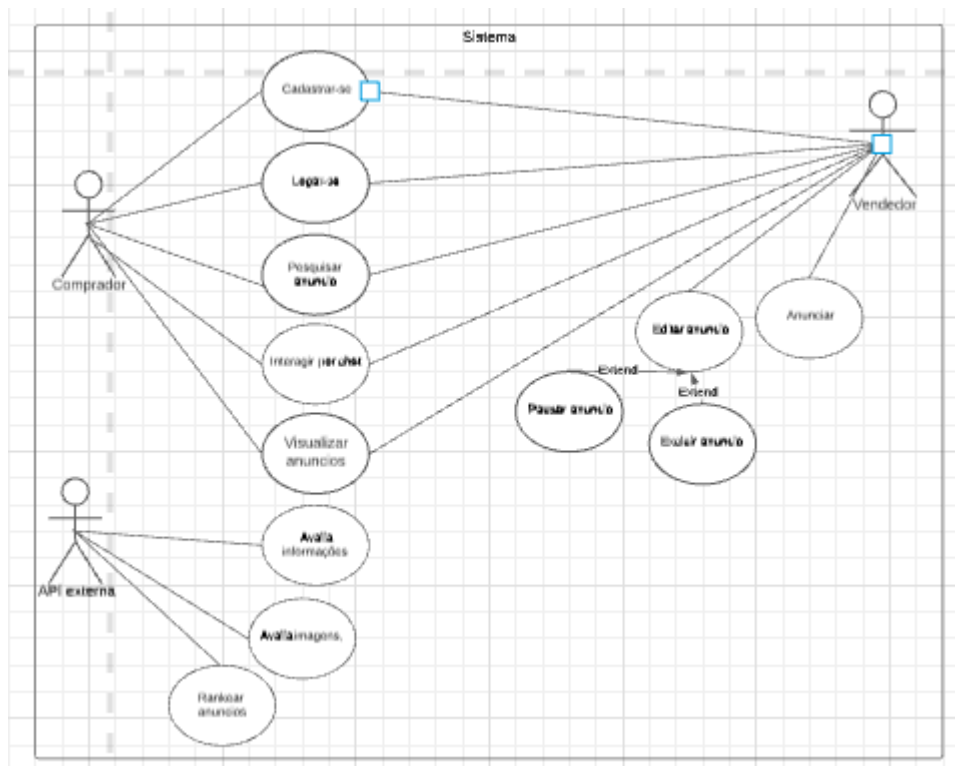 Sistema
Cadastrar-se
Logar-se
Vendedor
Pesquisar
anuncio
Comprador
Interagir por chat
Editar anuncio
Anunciar
Extend
Extend
Pausar anuncio
Excluir anuncio
Visualizar
anuncios
Avalia
informações
API externa
Avalia imagens.
Rankear
anuncios